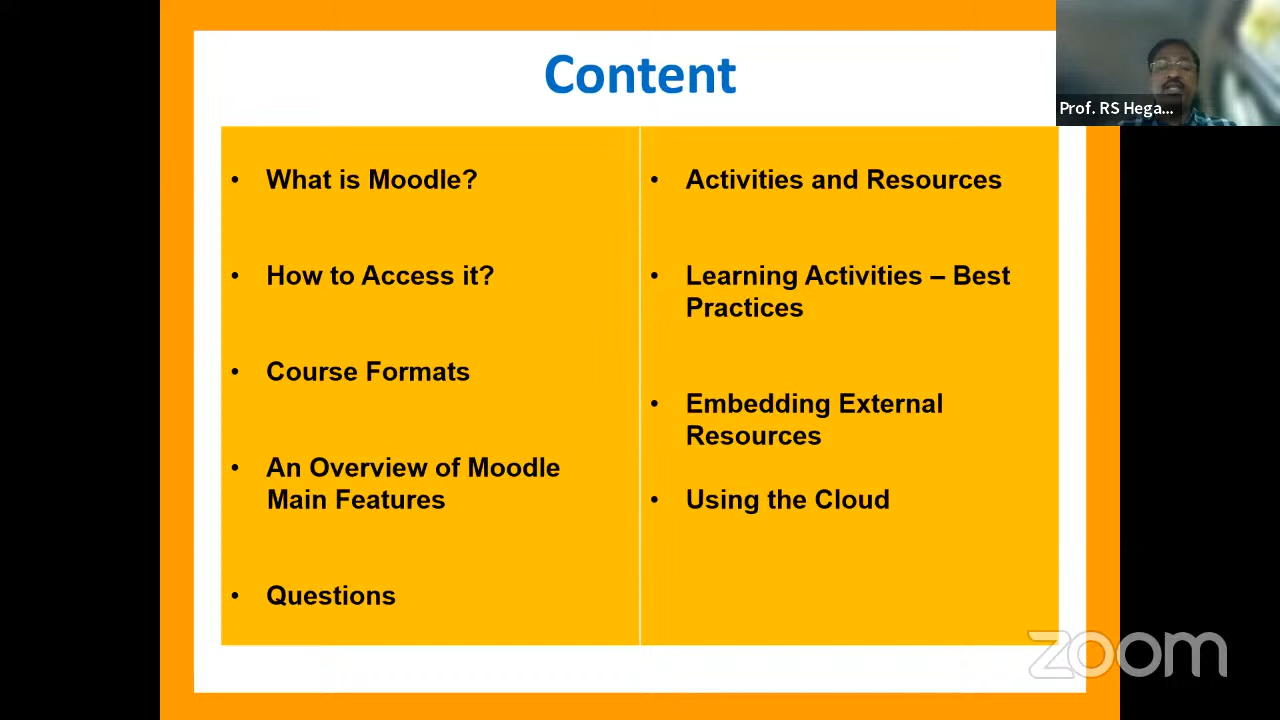 Content
• What is Moodle?
• How to Access it?
• Course Formats
• An Overview of Moodle
Main Features
• Questions
• Activities and Resources
• Learning Activities – Best
Practices
• Embedding External
Resources
• Using the Cloud
Prof. RS Hega...
zoom